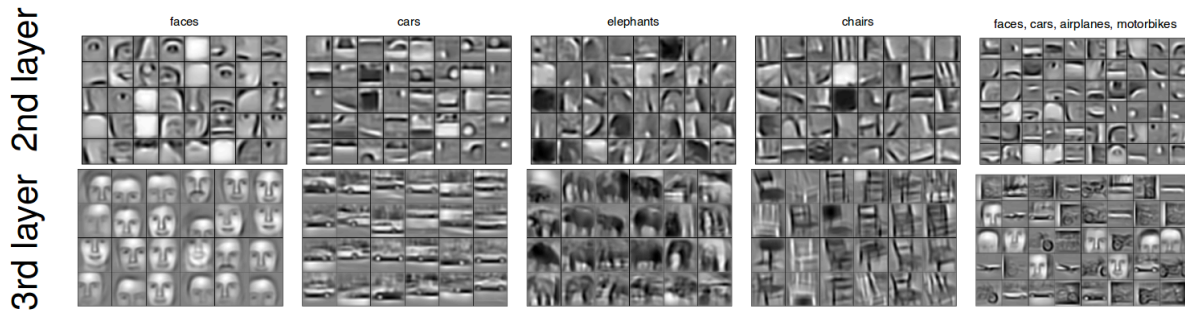 faces
cars
elephants
chairs
faces, cars, airplanes, motorbikes
2nd layer
3rd layer